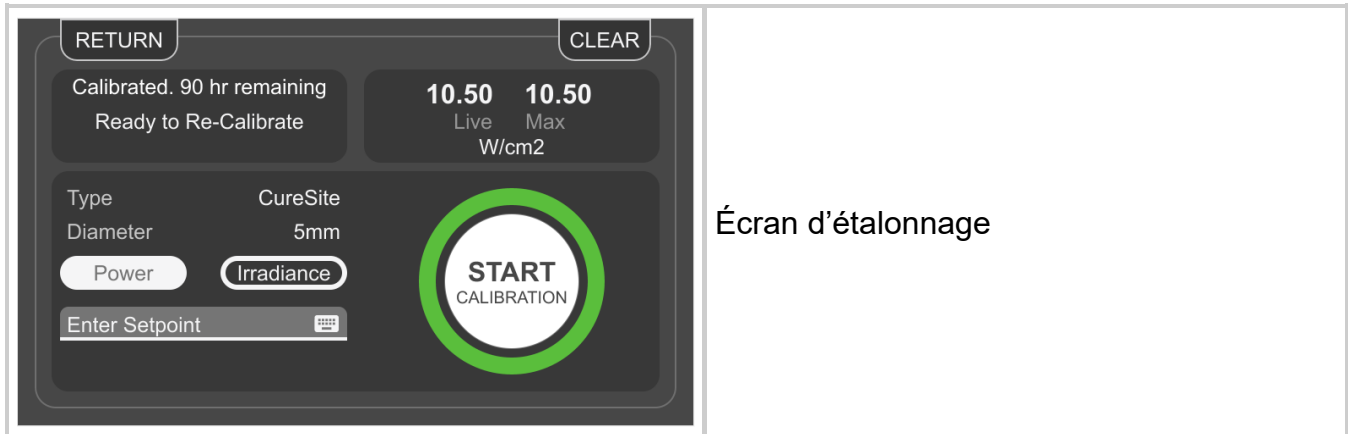 RETURN
CLEAR
Calibrated. 90 hr remaining
Ready to Re-Calibrate
10.50 10.50
Live Max
W/cm2
Type CureSite
Diameter 5mm
Power Irradiance
Enter Setpoint
START
CALIBRATION
Écran d’étalonnage